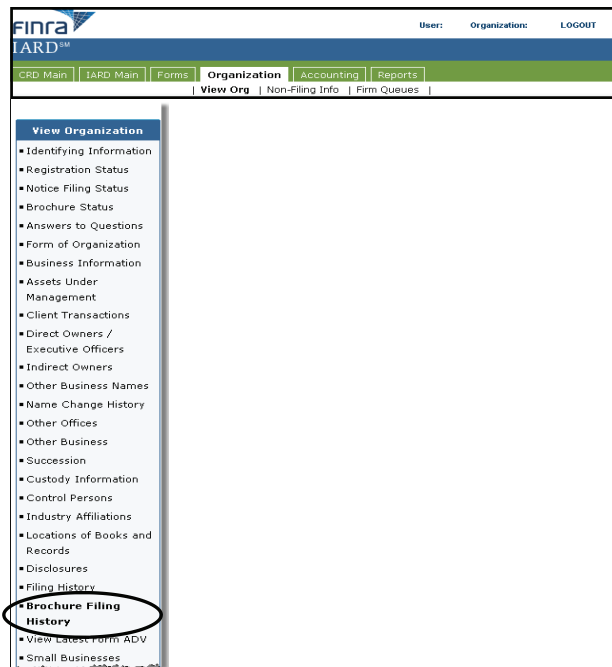 Finra
User: Organization: LOGOUT
IARD℠
CRD Main IARD Main Forms Organization Accounting Reports
| View Org | Non-Filing Info | Firm Queues |
View Organization
▪ Identifying Information
▪ Registration Status
▪ Notice Filing Status
▪ Brochure Status
▪ Answers to Questions
▪ Form of Organization
▪ Business Information
▪ Assets Under
Management
▪ Client Transactions
▪ Direct Owners /
Executive Officers
▪ Indirect Owners
▪ Other Business Names
▪ Name Change History
▪ Other Offices
▪ Other Business
▪ Succession
▪ Custody Information
▪ Control Persons
▪ Industry Affiliations
▪ Locations of Books and
Records
▪ Disclosures
▪ Filing History
▪ Brochure Filing
History
▪ View Latest Form ADV
▪ Small Businesses